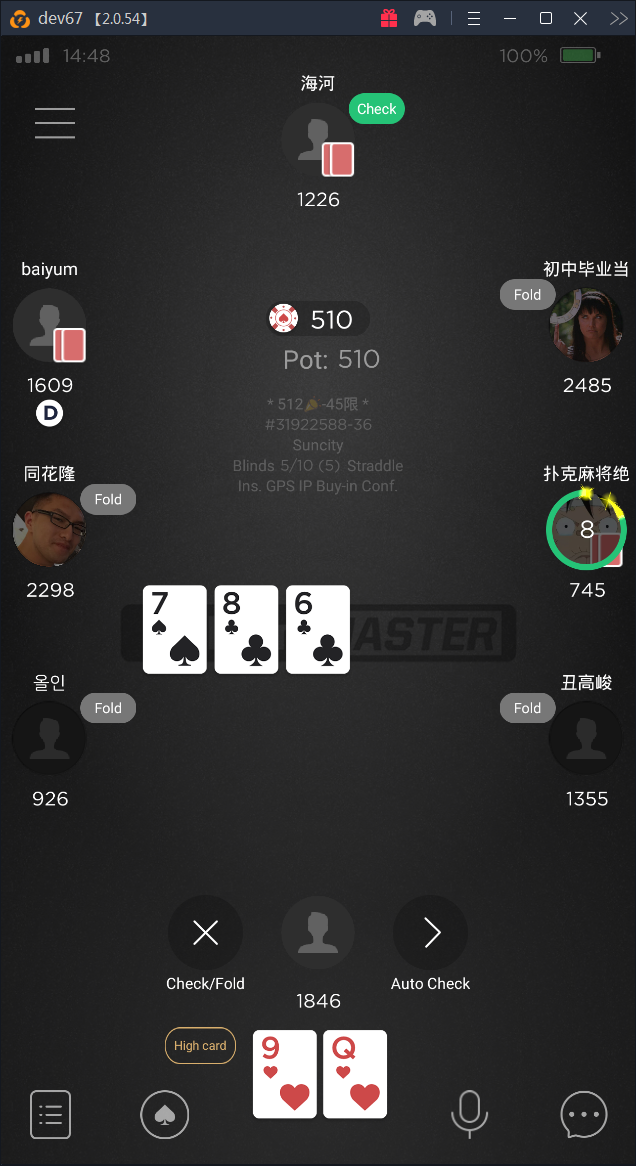 dev67 【2.0.54】
14:48
100%
海河
Check
1226
baiyum
初中毕业当
Fold
510
Pot: 510
1609
2485
D
* 512 -45限 *
#31922588-36
Suncity
Blinds 5/10 (5) Straddle
Ins. GPS IP Buy-in Conf.
同花隆
扑克麻将绝
Fold
8
2298
745
7
8
6
MASTER
올인
丑高峻
Fold
Fold
926
1355
Check/Fold
Auto Check
1846
High card
9
Q